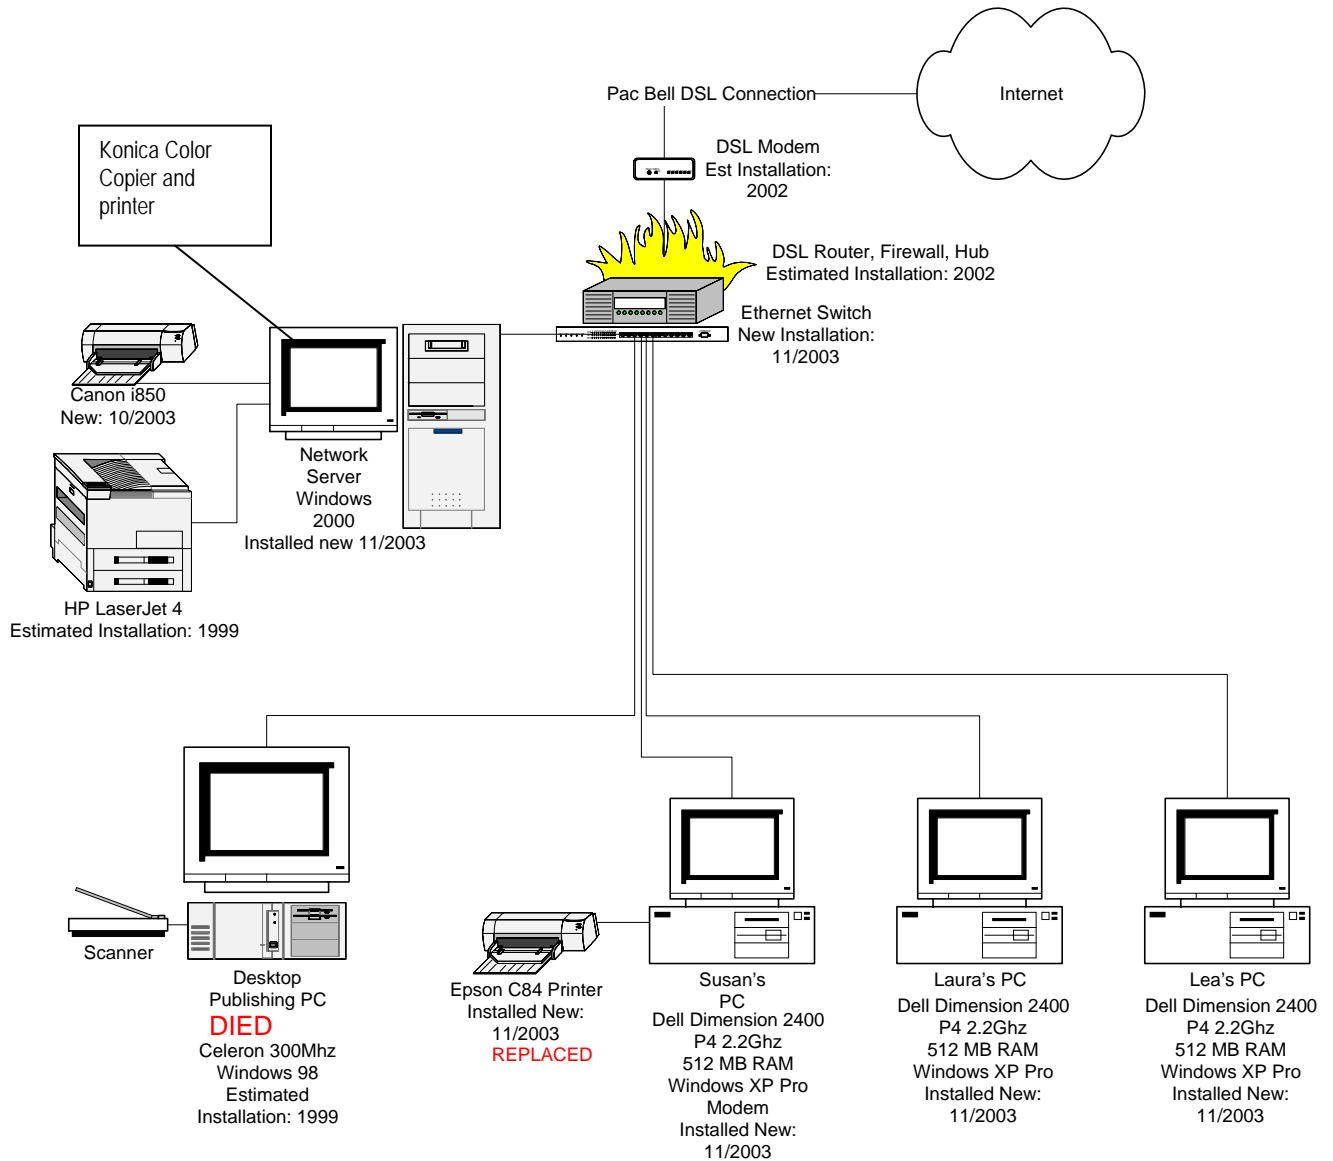 Pac Bell DSL Connection
Internet
Konica Color
Copier and
printer
DSL Modem
Est Installation:
2002
DSL Router, Firewall, Hub
Estimated Installation: 2002
Ethernet Switch
New Installation:
11/2003
Canon i850
New: 10/2003
Network
Server
Windows
2000
Installed new 11/2003
HP LaserJet 4
Estimated Installation: 1999
Scanner
Desktop
Publishing PC
DIED
Celeron 300Mhz
Windows 98
Estimated
Installation: 1999
Epson C84 Printer
Installed New:
11/2003
REPLACED
Susan's
PC
Dell Dimension 2400
P4 2.2Ghz
512 MB RAM
Windows XP Pro
Modem
Installed New:
11/2003
Laura's PC
Dell Dimension 2400
P4 2.2Ghz
512 MB RAM
Windows XP Pro
Installed New:
11/2003
Lea's PC
Dell Dimension 2400
P4 2.2Ghz
512 MB RAM
Windows XP Pro
Installed New:
11/2003